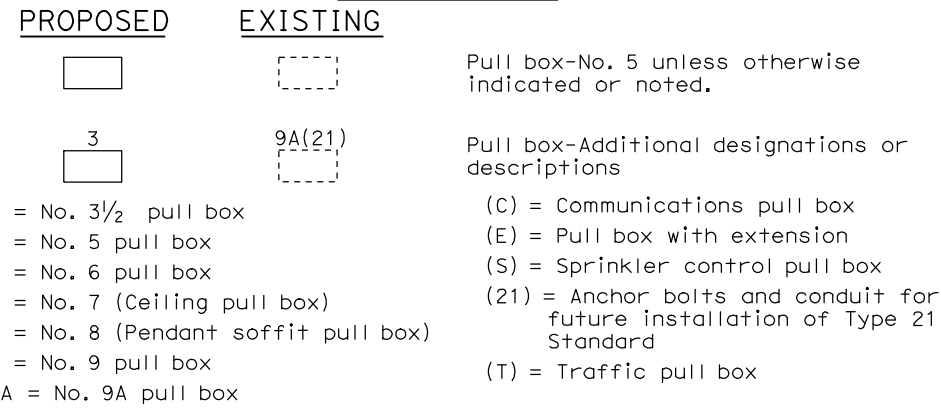 PROPOSED EXISTING
Pull box-No. 5 unless otherwise
indicated or noted.
3 9A(21)
Pull box-Additional designations or
descriptions
= No. 3½ pull box
= No. 5 pull box
= No. 6 pull box
= No. 7 (Ceiling pull box)
= No. 8 (Pendant soffit pull box)
= No. 9 pull box
A = No. 9A pull box
(C) = Communications pull box
(E) = Pull box with extension
(S) = Sprinkler control pull box
(21) = Anchor bolts and conduit for
future installation of Type 21
Standard
(T) = Traffic pull box